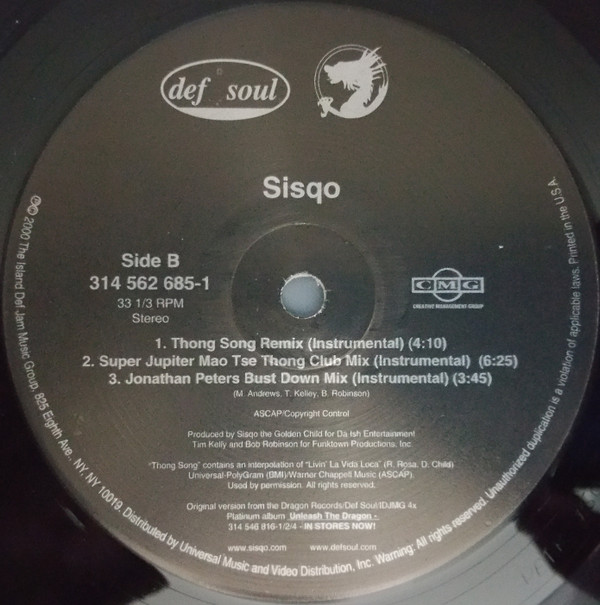 def soul
Sisqo
Side B
314 562 685-1
33 1/3 RPM
Stereo
CMG
CREATIVE MANAGEMENT GROUP
1. Thong Song Remix (Instrumental) (4:10)
2. Super Jupiter Mao Tse Thong Club Mix (Instrumental) (6:25)
3. Jonathan Peters Bust Down Mix (Instrumental) (3:45)
(M. Andrews, T. Kelley, B. Robinson)
ASCAP/Copyright Control
Produced by Sisqo the Golden Child for Da Ish Entertainment
Tim Kelly and Bob Robinson for Funktown Productions, Inc.
"Thong Song" contains an interpolation of "Livin' La Vida Loca" (R. Rosa, D. Child)
Universal-PolyGram (BMI)/Warner Chappell Music (ASCAP).
Used by permission. All rights reserved.
Original version from the Dragon Records/Def Soul/IDJMG 4x
Platinum album Unleash The Dragon -
314 546 816-1/2/4 - IN STORES NOW!
www.sisqo.com www.defsoul.com
℗© 2000 The Island Def Jam Music Group, 825 Eighth Ave., NY, NY 10019. Distributed by Universal Music and Video Distribution, Inc. Warning: All rights reserved. Unauthorized duplication is a violation of applicable laws. Printed in the U.S.A.